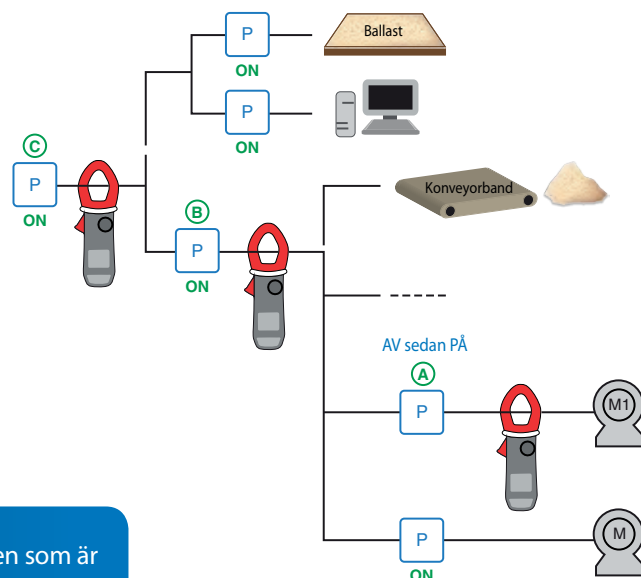 P
Ballast
ON
P
ON
C
P
ON
Konveyorband
B
P
ON
AV sedan PÅ
A
P
M1
P
M
ON
en som är